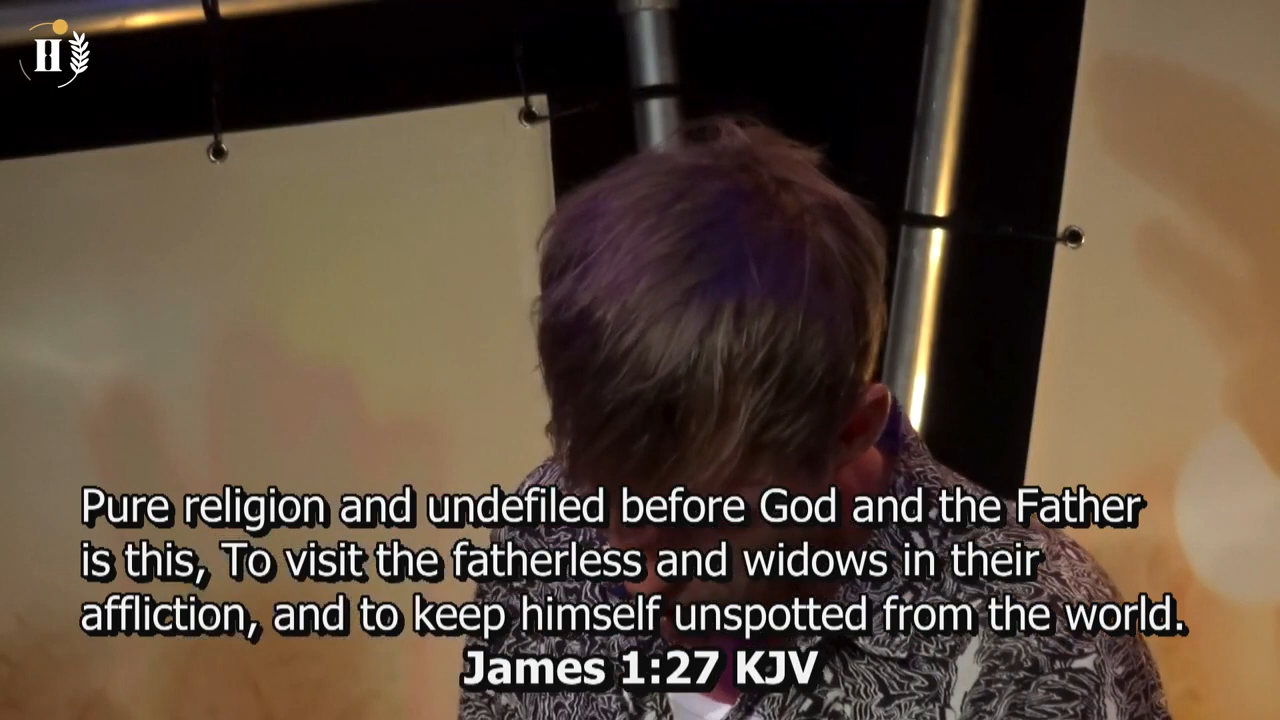 H
Pure religion and undefiled before God and the Father
is this, To visit the fatherless and widows in their
affliction, and to keep himself unspotted from the world.
James 1:27 KJV